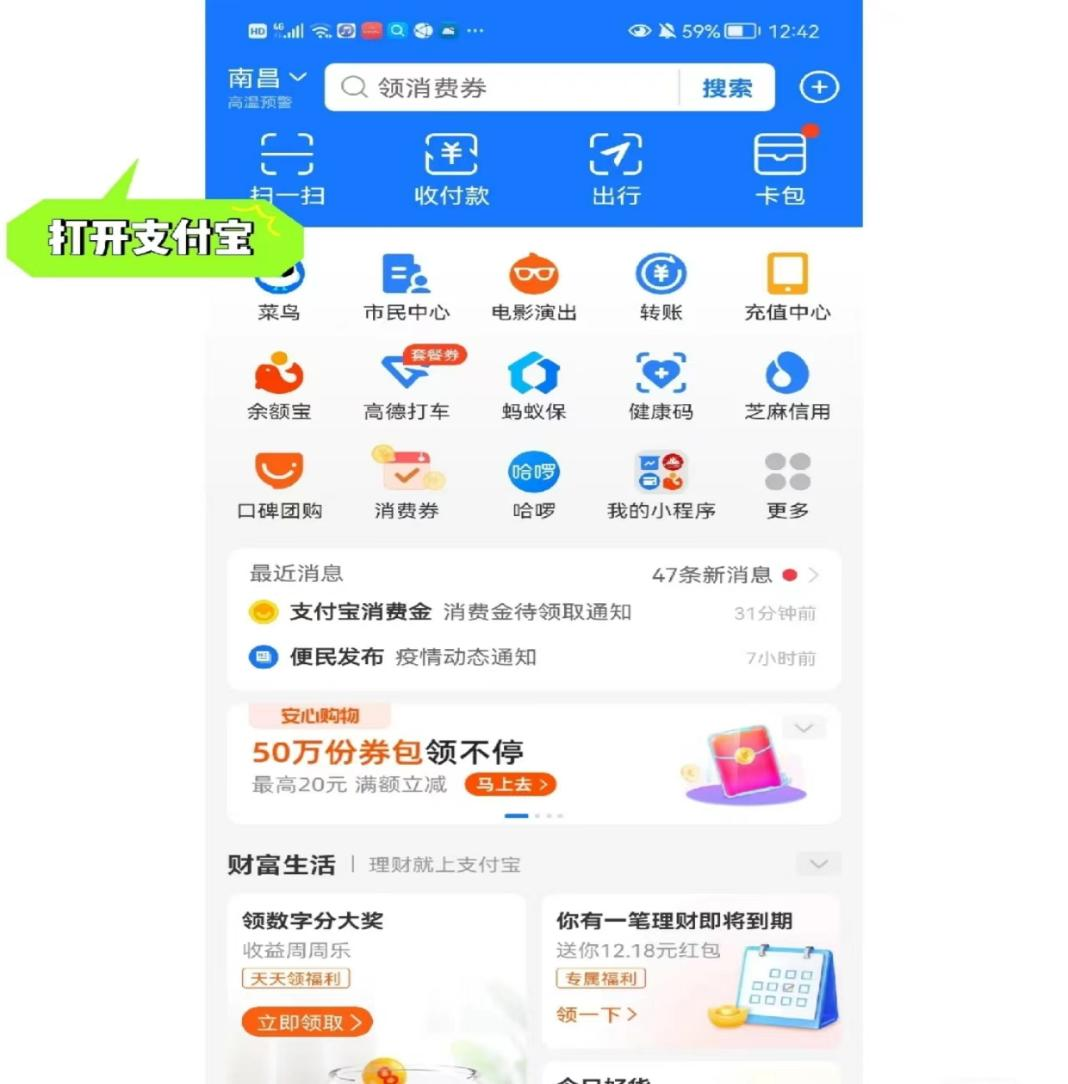 HD 4G 59% 12:42
南昌
高温预警
领消费券 搜索
扫一扫 收付款 出行 卡包
打开支付宝
菜鸟 市民中心 电影演出 转账 充值中心
套餐券
余额宝 高德打车 蚂蚁保 健康码 芝麻信用
哈啰
口碑团购 消费券 哈啰 我的小程序 更多
最近消息 47条新消息
支付宝消费金 消费金待领取通知 31分钟前
便民发布 疫情动态通知 7小时前
安心购物
50万份券包领不停
最高20元 满额立减 马上去 >
财富生活 | 理财就上支付宝
领数字分大奖
收益周周乐
天天领福利
立即领取 >
你有一笔理财即将到期
送你12.18元红包
专属福利
领一下 >
今日好货